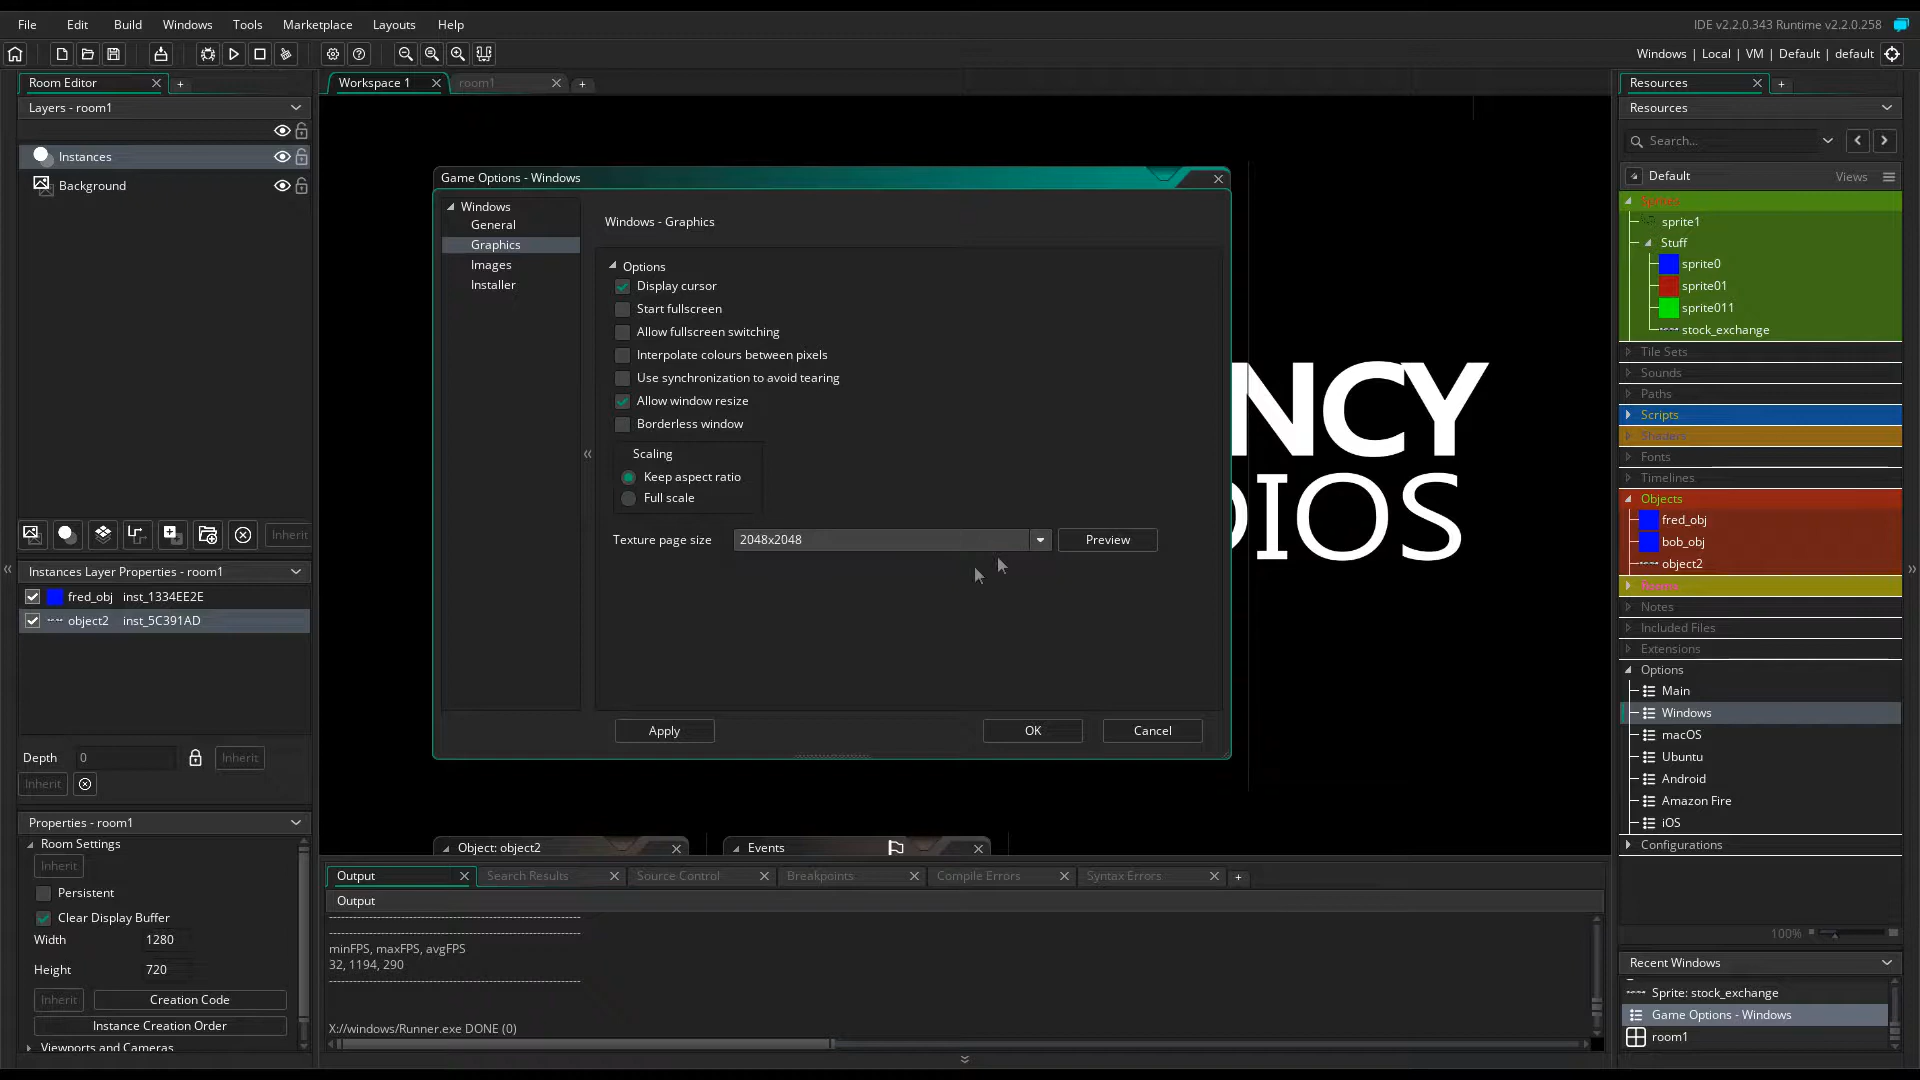 File Edit Build Windows Tools Marketplace Layouts Help
IDE v2.2.0.343 Runtime v2.2.0.258
Windows | Local | VM | Default | default
Room Editor
Layers - room1
Instances
Background
Inherit
Instances Layer Properties - room1
fred_obj inst_1334EE2E
object2 inst_5C391AD
Depth 0 Inherit
Inherit
Properties - room1
Room Settings
Inherit
Persistent
Clear Display Buffer
Width 1280
Height 720
Inherit Creation Code
Instance Creation Order
Viewports and Cameras
Workspace 1 room1
NCY
DIOS
Game Options - Windows
Windows
General
Graphics
Images
Installer
Windows - Graphics
Options
Display cursor
Start fullscreen
Allow fullscreen switching
Interpolate colours between pixels
Use synchronization to avoid tearing
Allow window resize
Borderless window
Scaling
Keep aspect ratio
Full scale
Texture page size 2048x2048 Preview
Apply OK Cancel
Object: object2 Events
Output Search Results Source Control Breakpoints Compile Errors Syntax Errors
Output
minFPS, maxFPS, avgFPS
32, 1194, 290
X://windows/Runner.exe DONE (0)
Resources
Resources
Search...
Default Views
Sprites
sprite1
Stuff
sprite0
sprite01
sprite011
stock_exchange
Tile Sets
Sounds
Paths
Scripts
Shaders
Fonts
Timelines
Objects
fred_obj
bob_obj
object2
Rooms
Notes
Included Files
Extensions
Options
Main
Windows
macOS
Ubuntu
Android
Amazon Fire
iOS
Configurations
100%
Recent Windows
Sprite: stock_exchange
Game Options - Windows
room1